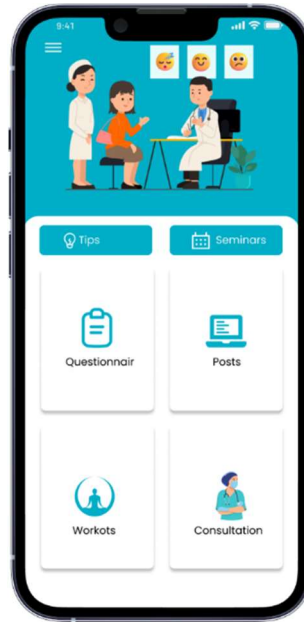 9:41
Tips
Seminars
Questionnair
Posts
Workots
Consultation